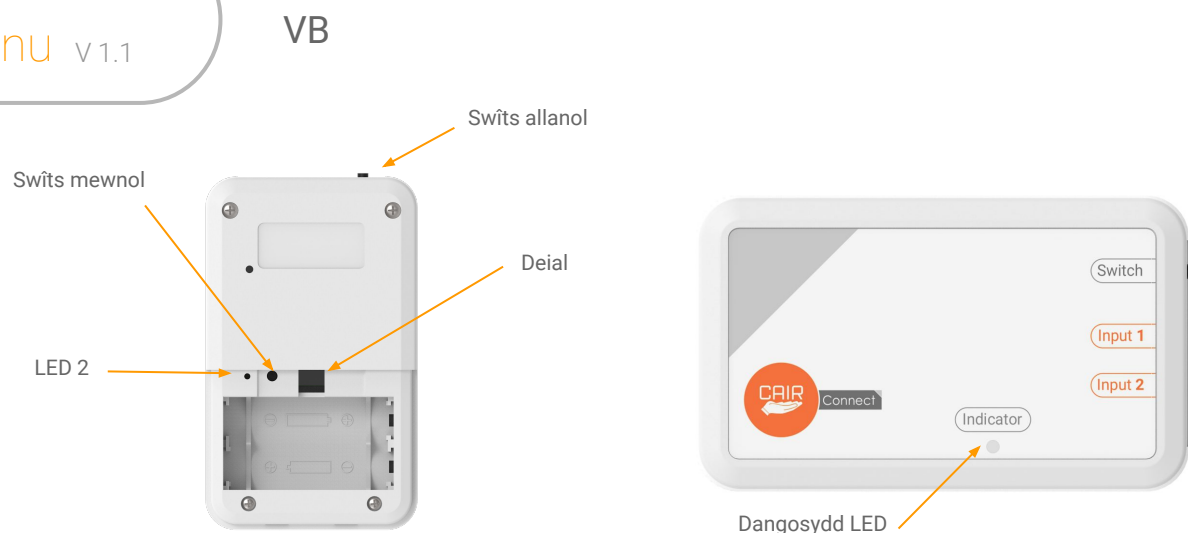 nu V 1.1
VB
Swîts allanol
Swîts mewnol
Deial
LED 2
Switch
Input 1
Input 2
CAIR
Connect
Indicator
Dangosydd LED